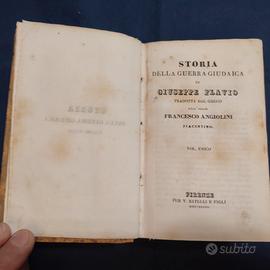 STORIA
DELLA GUERRA GIUDAICA
DI
GIUSEPPE FLAVIO
TRADOTTA DAL GRECO
FRANCESCO ANGIOLINI
PIACENTINO.
VOL. UNICO
FIRENZE
PER V. BATELLI E FIGLI
subito